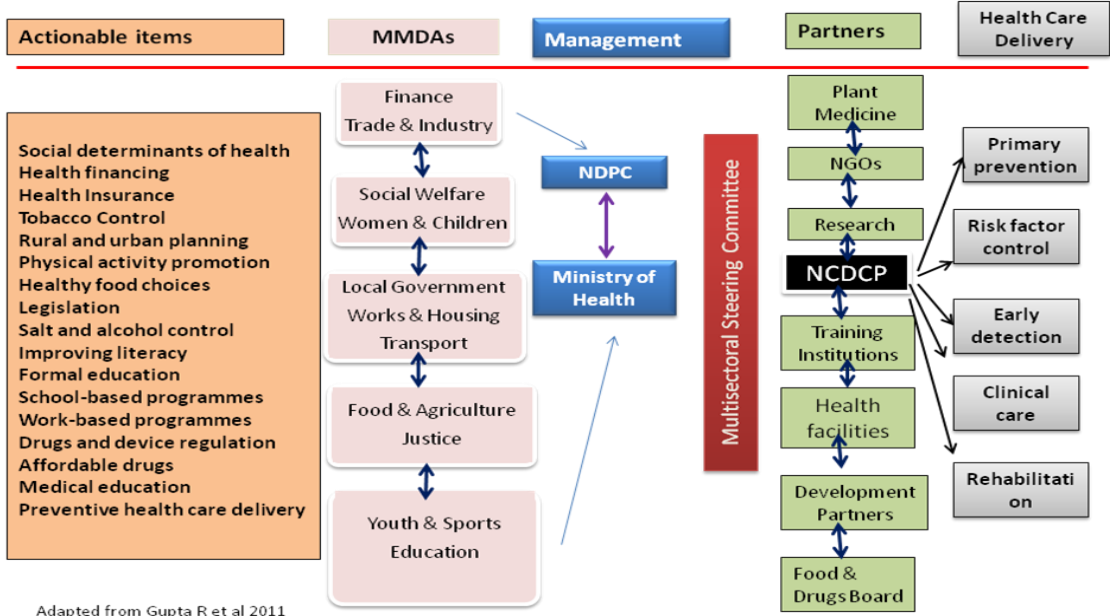 Actionable items
MMDAs
Management
Partners
Health Care
Delivery
Social determinants of health
Health financing
Health Insurance
Tobacco Control
Rural and urban planning
Physical activity promotion
Healthy food choices
Legislation
Salt and alcohol control
Improving literacy
Formal education
School-based programmes
Work-based programmes
Drugs and device regulation
Affordable drugs
Medical education
Preventive health care delivery
Finance
Trade & Industry
Social Welfare
Women & Children
Local Government
Works & Housing
Transport
Food & Agriculture
Justice
Youth & Sports
Education
NDPC
Ministry of
Health
Multisectoral Steering Committee
Plant
Medicine
NGOs
Research
NCDCP
Training
Institutions
Health
facilities
Development
Partners
Food &
Drugs Board
Primary
prevention
Risk factor
control
Early
detection
Clinical
care
Rehabilitati
on
Adapted from Gupta R et al 2011